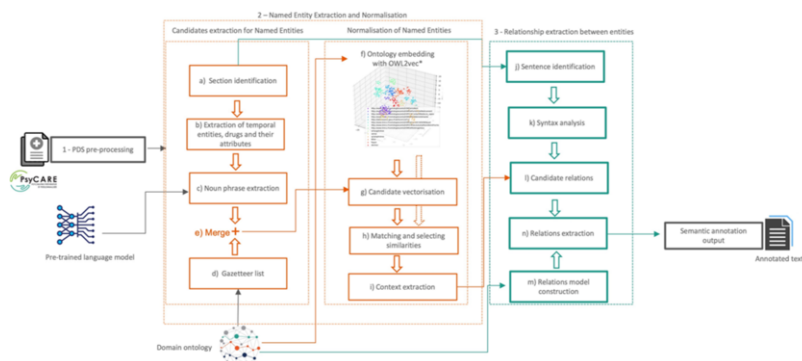 2 – Named Entity Extraction and Normalisation
Candidates extraction for Named Entities
Normalisation of Named Entities
3 - Relationship extraction between entities
a) Section identification
b) Extraction of temporal
entities, drugs and their
attributes
c) Noun phrase extraction
e) Merge +
d) Gazetteer list
f) Ontology embedding
with OWL2vec*
g) Candidate vectorisation
h) Matching and selecting
similarities
i) Context extraction
j) Sentence identification
k) Syntax analysis
l) Candidate relations
n) Relations extraction
m) Relations model
construction
1 - PDS pre-processing
PsyCARE
Pre-trained language model
Domain ontology
Semantic annotation
output
Annotated text